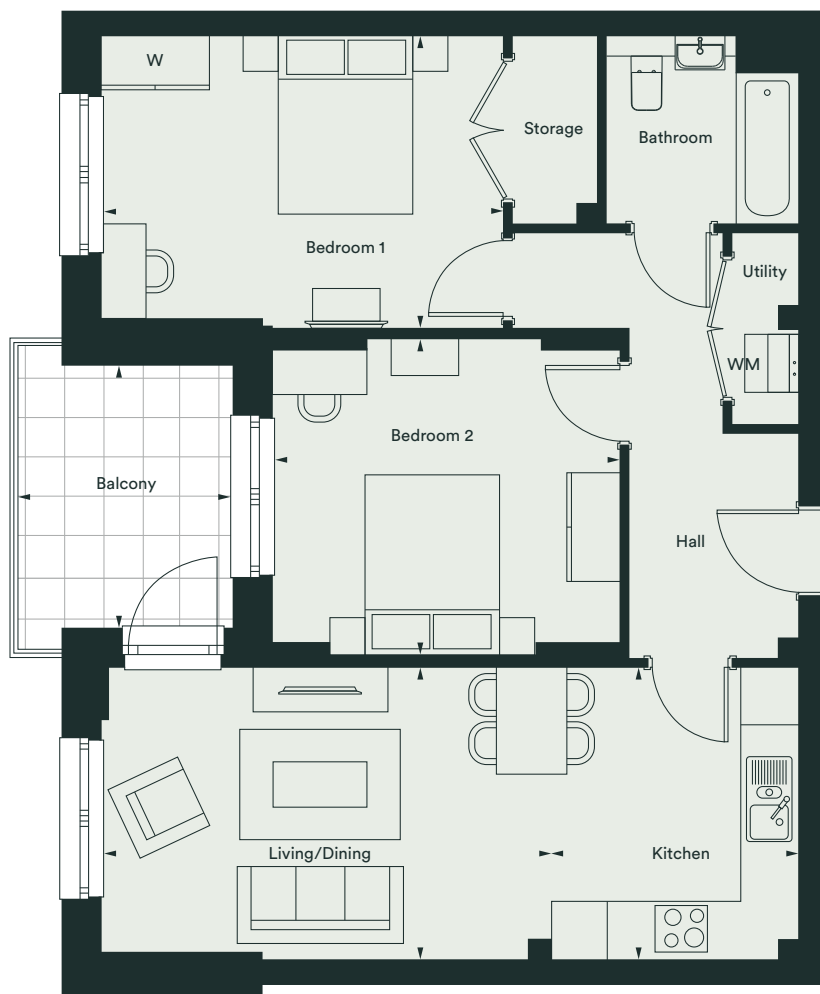 W
Storage
Bathroom
Bedroom 1
Utility
WM
Bedroom 2
Balcony
Hall
Living/Dining
Kitchen